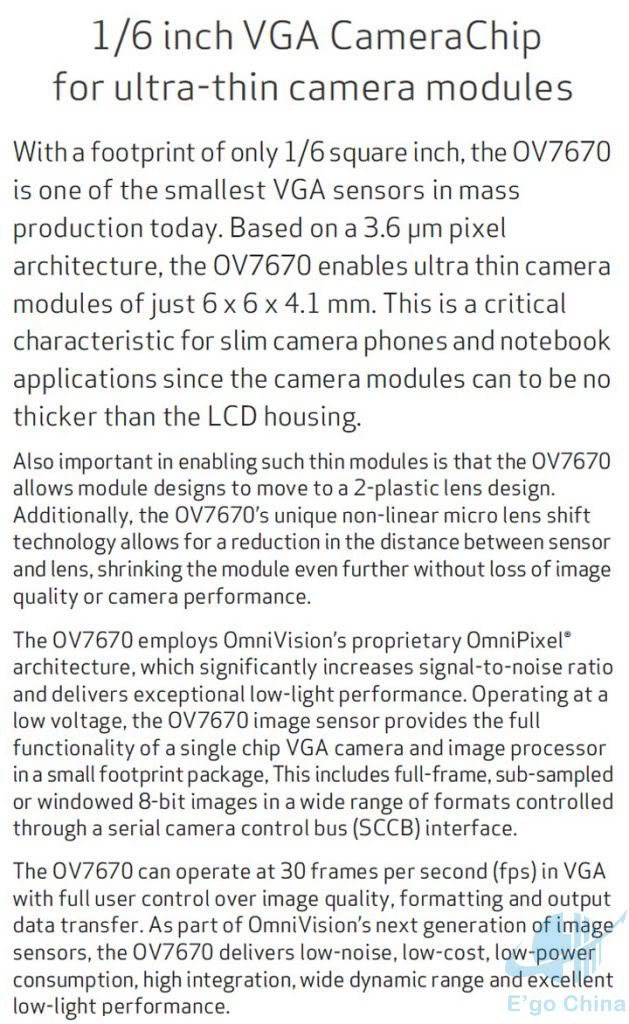 1/6 inch VGA CameraChip
for ultra-thin camera modules
With a footprint of only 1/6 square inch, the OV7670
is one of the smallest VGA sensors in mass
production today. Based on a 3.6 µm pixel
architecture, the OV7670 enables ultra thin camera
modules of just 6 x 6 x 4.1 mm. This is a critical
characteristic for slim camera phones and notebook
applications since the camera modules can to be no
thicker than the LCD housing.
Also important in enabling such thin modules is that the OV7670
allows module designs to move to a 2-plastic lens design.
Additionally, the OV7670's unique non-linear micro lens shift
technology allows for a reduction in the distance between sensor
and lens, shrinking the module even further without loss of image
quality or camera performance.
The OV7670 employs OmniVision's proprietary OmniPixel®
architecture, which significantly increases signal-to-noise ratio
and delivers exceptional low-light performance. Operating at a
low voltage, the OV7670 image sensor provides the full
functionality of a single chip VGA camera and image processor
in a small footprint package, This includes full-frame, sub-sampled
or windowed 8-bit images in a wide range of formats controlled
through a serial camera control bus (SCCB) interface.
The OV7670 can operate at 30 frames per second (fps) in VGA
with full user control over image quality, formatting and output
data transfer. As part of OmniVision's next generation of image
sensors, the OV7670 delivers low-noise, low-cost, low-power
consumption, high integration, wide dynamic range and excellent
low-light performance.
E'go China